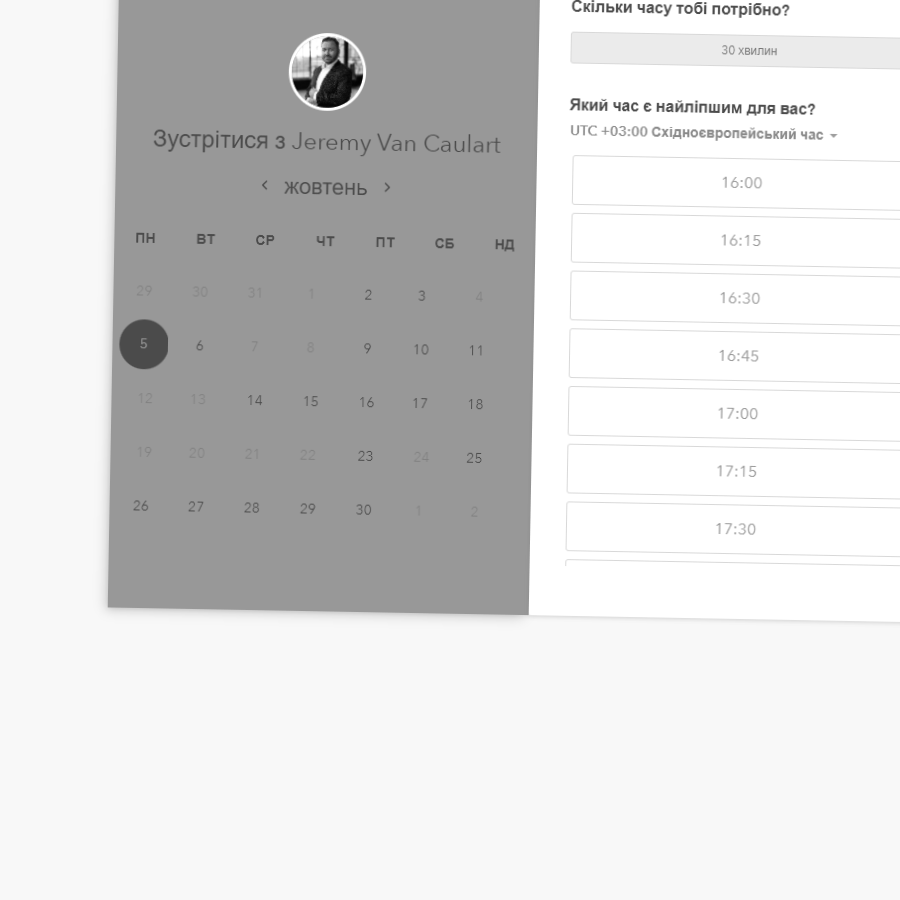 Зустрітися з Jeremy Van Caulart
жовтень
ПН ВТ СР ЧТ ПТ СБ НД
29 30 31 1 2 3 4
5 6 7 8 9 10 11
12 13 14 15 16 17 18
19 20 21 22 23 24 25
26 27 28 29 30 1 2
Скільки часу тобі потрібно?
30 хвилин
Який час є найліпшим для вас?
UTC +03:00 Східноєвропейський час
16:00
16:15
16:30
16:45
17:00
17:15
17:30